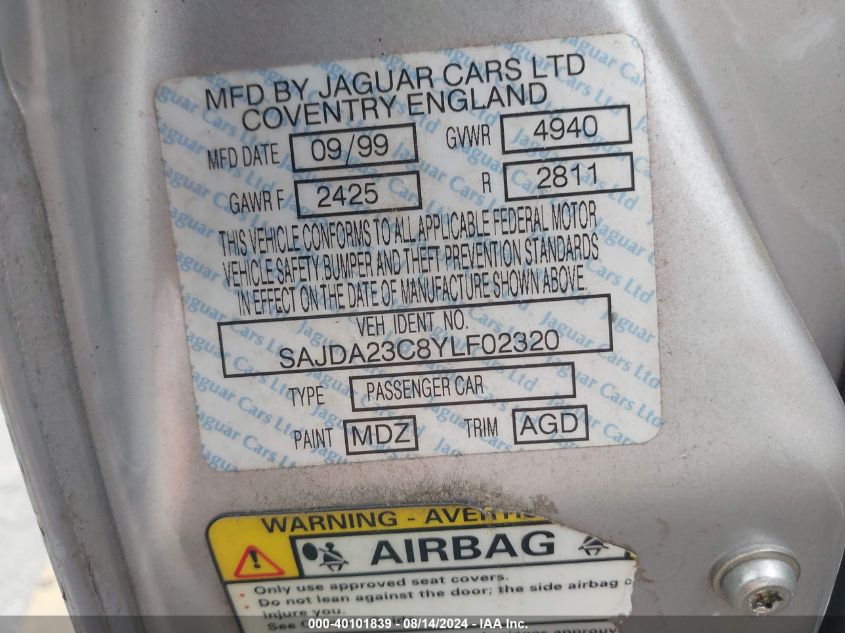 MFD BY JAGUAR CARS LTD
COVENTRY ENGLAND
MFD DATE 09/99 GVWR 4940
GAWR F 2425 R 2811
THIS VEHICLE CONFORMS TO ALL APPLICABLE FEDERAL MOTOR
VEHICLE SAFETY BUMPER AND THEFT PREVENTION STANDARDS
IN EFFECT ON THE DATE OF MANUFACTURE SHOWN ABOVE.
VEH IDENT NO.
SAJDA23C8YLF02320
TYPE PASSENGER CAR
PAINT MDZ TRIM AGD
WARNING -
AIRBAG
Only use approved seat covers.
Do not lean against the door; the side airbag
injure you.
See
000-40101839 - 08/14/2024 - IAA Inc.